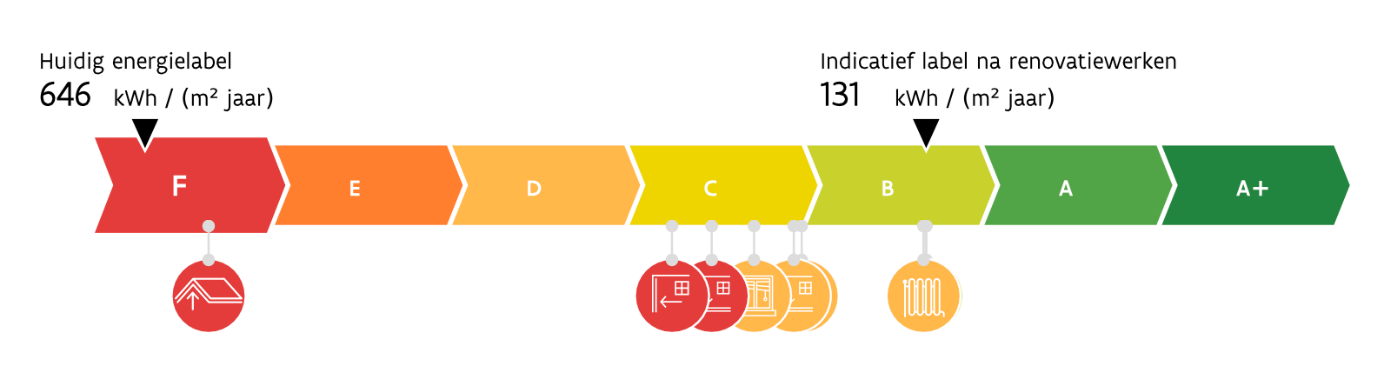 Huidig energielabel
646 kWh / (m² jaar)
Indicatief label na renovatiewerken
131 kWh / (m² jaar)
F E D C B A A+